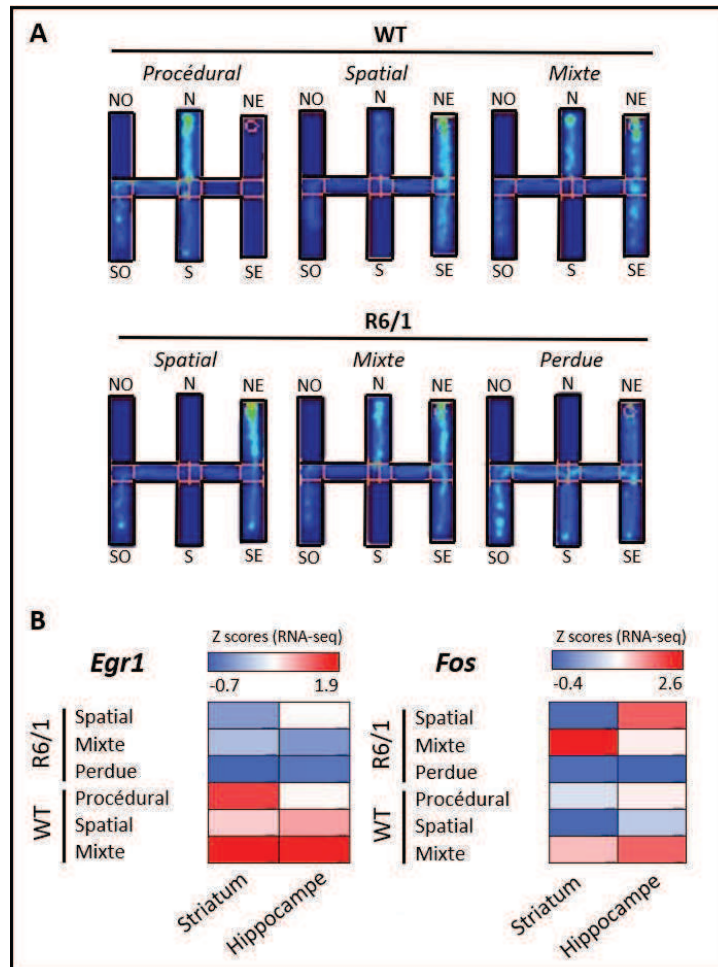 A
WT
Procédural Spatial Mixte
NO N NE NO N NE NO N NE
SO S SE SO S SE SO S SE
R6/1
Spatial Mixte Perdue
NO N NE NO N NE NO N NE
SO S SE SO S SE SO S SE
B
Egr1
Z scores (RNA-seq)
-0.7 1.9
R6/1
Spatial
Mixte
Perdue
WT
Procédural
Spatial
Mixte
Striatum
Hippocampe
Fos
Z scores (RNA-seq)
-0.4 2.6
R6/1
Spatial
Mixte
Perdue
WT
Procédural
Spatial
Mixte
Striatum
Hippocampe